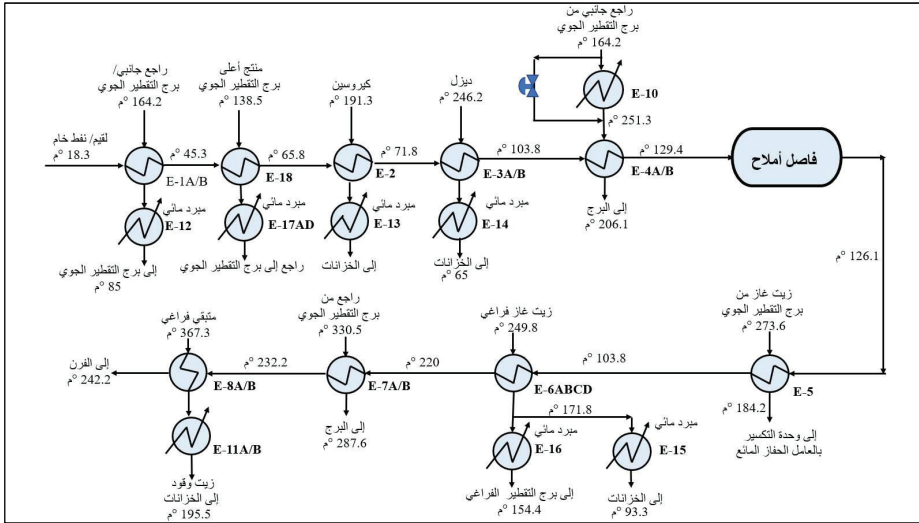 راجع جانبي من
برج التقطير الجوي
164.2 °م
E-10
251.3 °م
راجع جانبي/
برج التقطير الجوي
164.2 °م
منتج أعلى
برج التقطير الجوي
138.5 °م
كيروسين
191.3 °م
ديزل
246.2 °م
لقيم/ نفط خام
18.3 °م
45.3 °م
65.8 °م
71.8 °م
103.8 °م
129.4 °م
فاصل أملاح
E-1A/B
E-18
E-2
E-3A/B
E-4A/B
مبرد مائي
E-12
مبرد مائي
E-17AD
مبرد مائي
E-13
مبرد مائي
E-14
إلى البرج
206.1 °م
إلى برج التقطير الجوي
85 °م
راجع إلى برج التقطير الجوي
إلى الخزانات
إلى الخزانات
65 °م
126.1 °م
زيت غاز من
برج التقطير الجوي
273.6 °م
زيت غاز فراغي
249.8 °م
راجع من
برج التقطير الجوي
330.5 °م
متبقي فراغي
367.3 °م
إلى الفرن
242.2 °م
232.2 °م
220 °م
103.8 °م
E-8A/B
E-7A/B
E-6ABCD
E-5
184.2 °م
إلى وحدة التكسير
بالعامل الحفاز المائع
171.8 °م
مبرد مائي
E-16
مبرد مائي
E-15
إلى البرج
287.6 °م
E-11A/B
زيت وقود
إلى الخزانات
195.5 °م
إلى برج التقطير الفراغي
154.4 °م
إلى الخزانات
93.3 °م